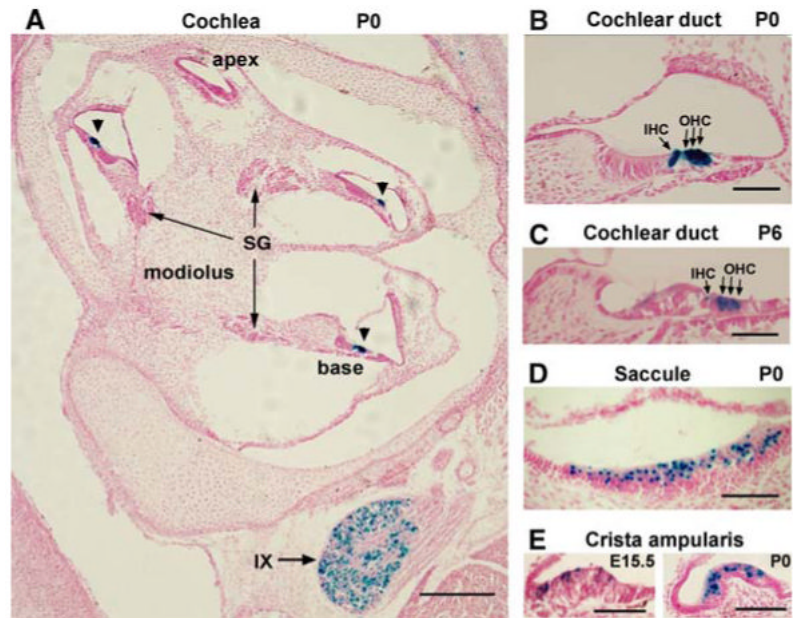 A Cochlea P0
apex
SG
modiolus
base
IX
B Cochlear duct P0
IHC OHC
C Cochlear duct P6
IHC OHC
D Saccule P0
E Crista ampularis
E15.5 P0